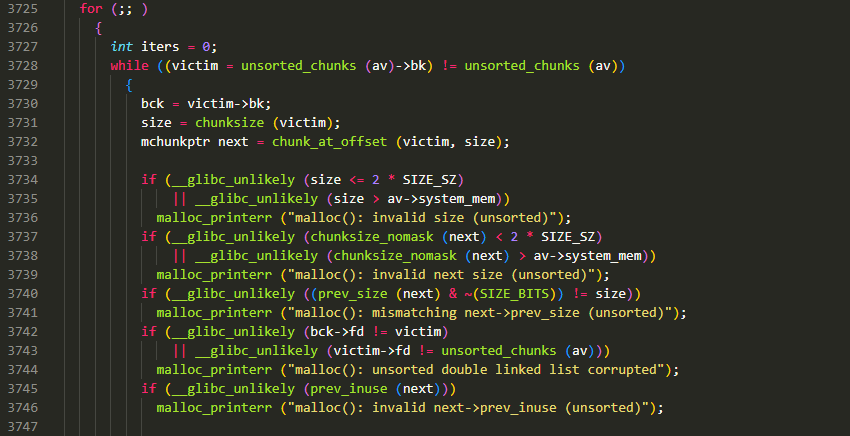 3725 for (;; )
3726 {
3727 int iters = 0;
3728 while ((victim = unsorted_chunks (av)->bk) != unsorted_chunks (av))
3729 {
3730 bck = victim->bk;
3731 size = chunksize (victim);
3732 mchunkptr next = chunk_at_offset (victim, size);
3733
3734 if (__glibc_unlikely (size <= 2 * SIZE_SZ)
3735 || __glibc_unlikely (size > av->system_mem))
3736 malloc_printerr ("malloc(): invalid size (unsorted)");
3737 if (__glibc_unlikely (chunksize_nomask (next) < 2 * SIZE_SZ)
3738 || __glibc_unlikely (chunksize_nomask (next) > av->system_mem))
3739 malloc_printerr ("malloc(): invalid next size (unsorted)");
3740 if (__glibc_unlikely ((prev_size (next) & ~(SIZE_BITS)) != size))
3741 malloc_printerr ("malloc(): mismatching next->prev_size (unsorted)");
3742 if (__glibc_unlikely (bck->fd != victim)
3743 || __glibc_unlikely (victim->fd != unsorted_chunks (av)))
3744 malloc_printerr ("malloc(): unsorted double linked list corrupted");
3745 if (__glibc_unlikely (prev_inuse (next)))
3746 malloc_printerr ("malloc(): invalid next->prev_inuse (unsorted)");
3747